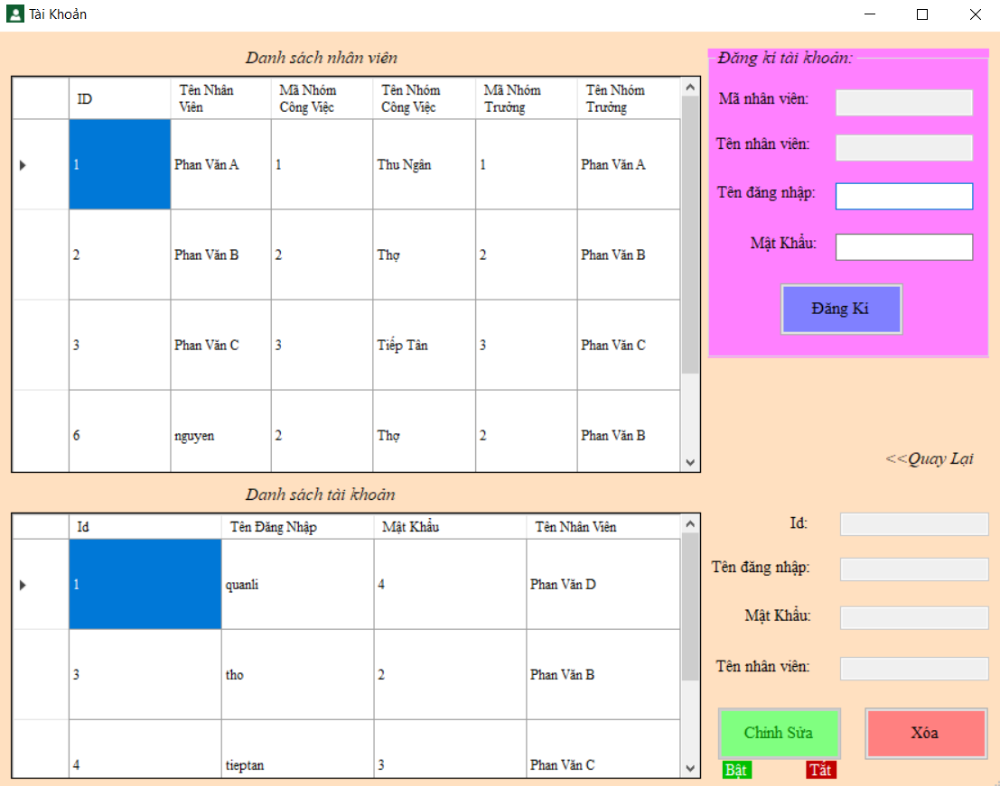 Tài Khoản
Danh sách nhân viên
ID Tên Nhân Viên Mã Nhóm Công Việc Tên Nhóm Công Việc Mã Nhóm Trưởng Tên Nhóm Trưởng
1 Phan Văn A 1 Thu Ngân 1 Phan Văn A
2 Phan Văn B 2 Thợ 2 Phan Văn B
3 Phan Văn C 3 Tiếp Tân 3 Phan Văn C
6 nguyen 2 Thợ 2 Phan Văn B
Đăng kí tài khoản:
Mã nhân viên:
Tên nhân viên:
Tên đăng nhập:
Mật Khẩu:
Đăng Kí
<<Quay Lại
Danh sách tài khoản
Id Tên Đăng Nhập Mật Khẩu Tên Nhân Viên
1 quanli 4 Phan Văn D
3 tho 2 Phan Văn B
4 tieptan 3 Phan Văn C
Id:
Tên đăng nhập:
Mật Khẩu:
Tên nhân viên:
Chỉnh Sửa Xóa
Bật Tắt